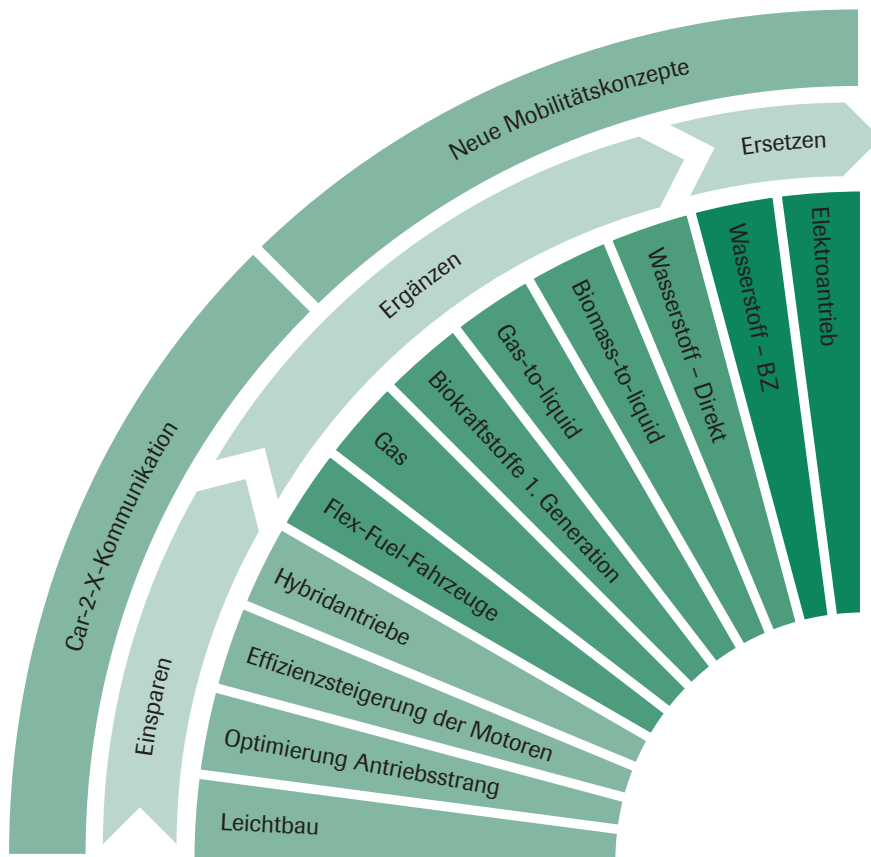 Neue Mobilitätskonzepte
Car-2-X-Kommunikation
Ersetzen
Ergänzen
Einsparen
Elektroantrieb
Wasserstoff – BZ
Wasserstoff – Direkt
Biomass-to-liquid
Gas-to-liquid
Biokraftstoffe 1. Generation
Gas
Flex-Fuel-Fahrzeuge
Hybridantriebe
Effizienzsteigerung der Motoren
Optimierung Antriebsstrang
Leichtbau